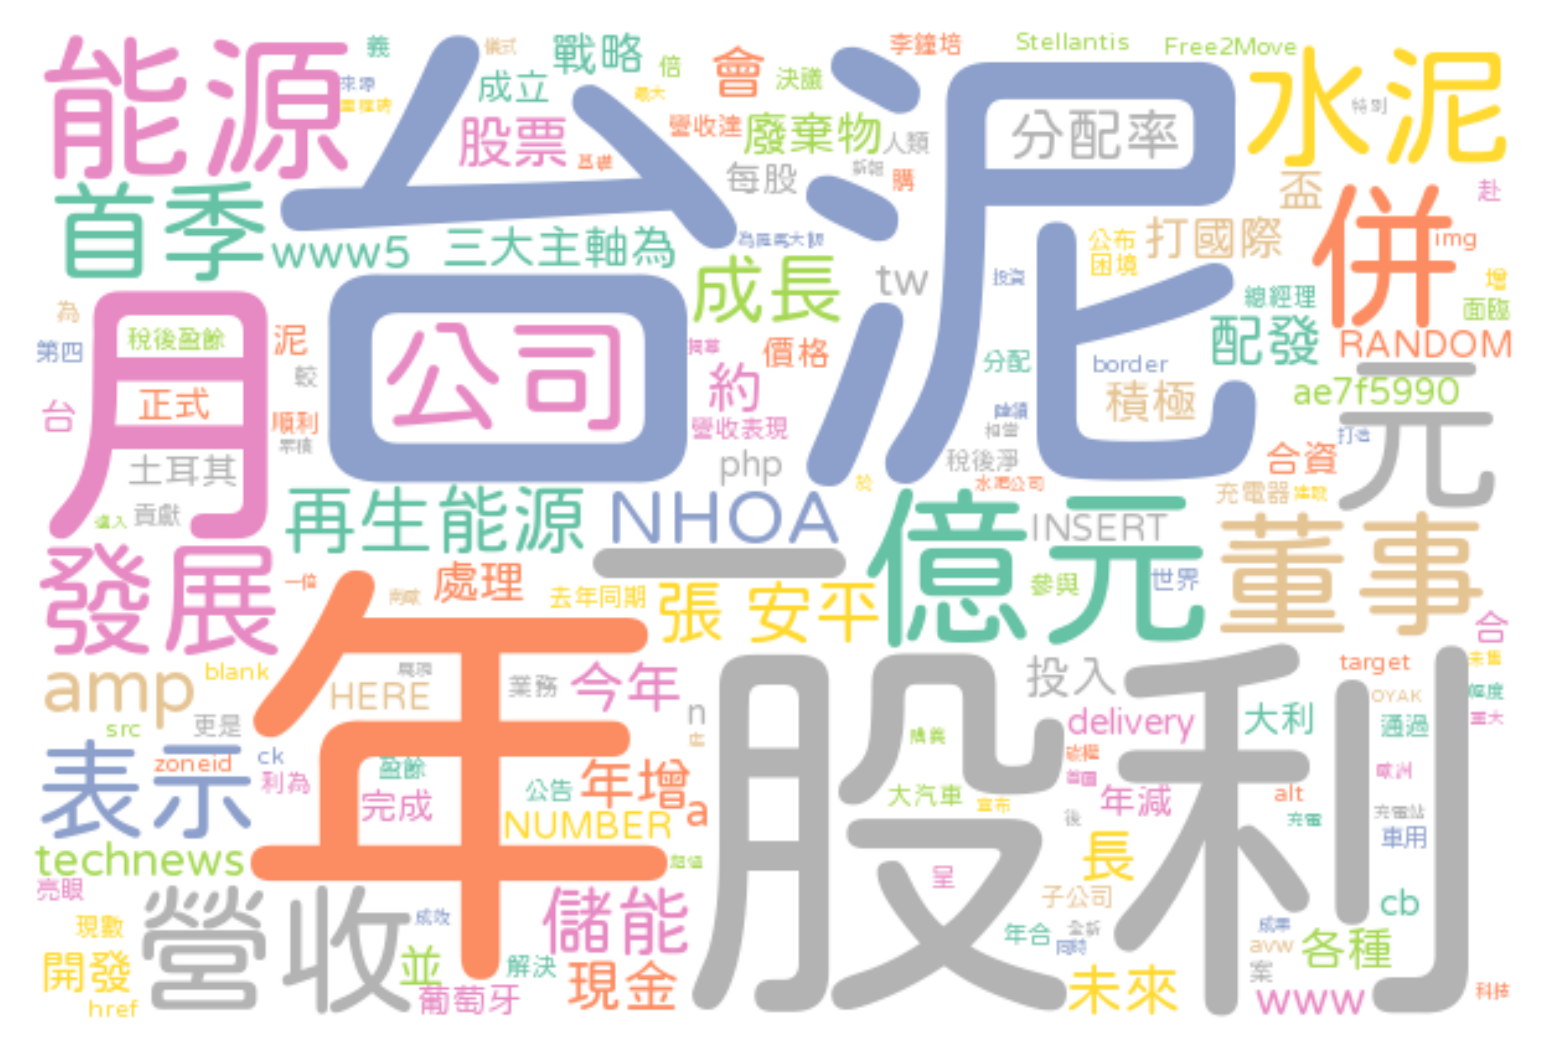 能源
義
儀式
戰略
倍
會
決議
李鐘培
Stellantis
Free2Move
水泥
台泥
成立
股票
營收達
廢棄物
人類
分配率
特別
首季
每股
購
盃
赴
www5
三大主軸為
成長
tw
投資
公布
困境
打國際
併
img
增
為
第四
稅後盈餘
泥
公司
價格
分配
border
總經理
面臨
配發
RANDOM
月
較
約
積極
ae7f5990
台
正式
順利
營收表現
打造
元
土耳其
php
稅後淨
合資
貢獻
水泥公司
充電器
再生能源
NHOA
億元
INSERT
董事
發展
一倍
處理
去年同期
張 安平
參與
世界
合
一
amp
blank
年
HERE
業務
今年
n
股利
投入
target
OYAK
src
更是
delivery
大利
通過
表示
zoneid
ck
利為
盈餘
完成
公告
年增
a
NUMBER
大汽車
宣布
年減
alt
歐洲
充電站
充電
後
車用
technews
長
亮眼
呈
子公司
cb
現數
營收
成效
儲能
年合
全新
同時
成果
avw
各種
開發
並
解決
現金
案
href
葡萄牙
未來
www
科技